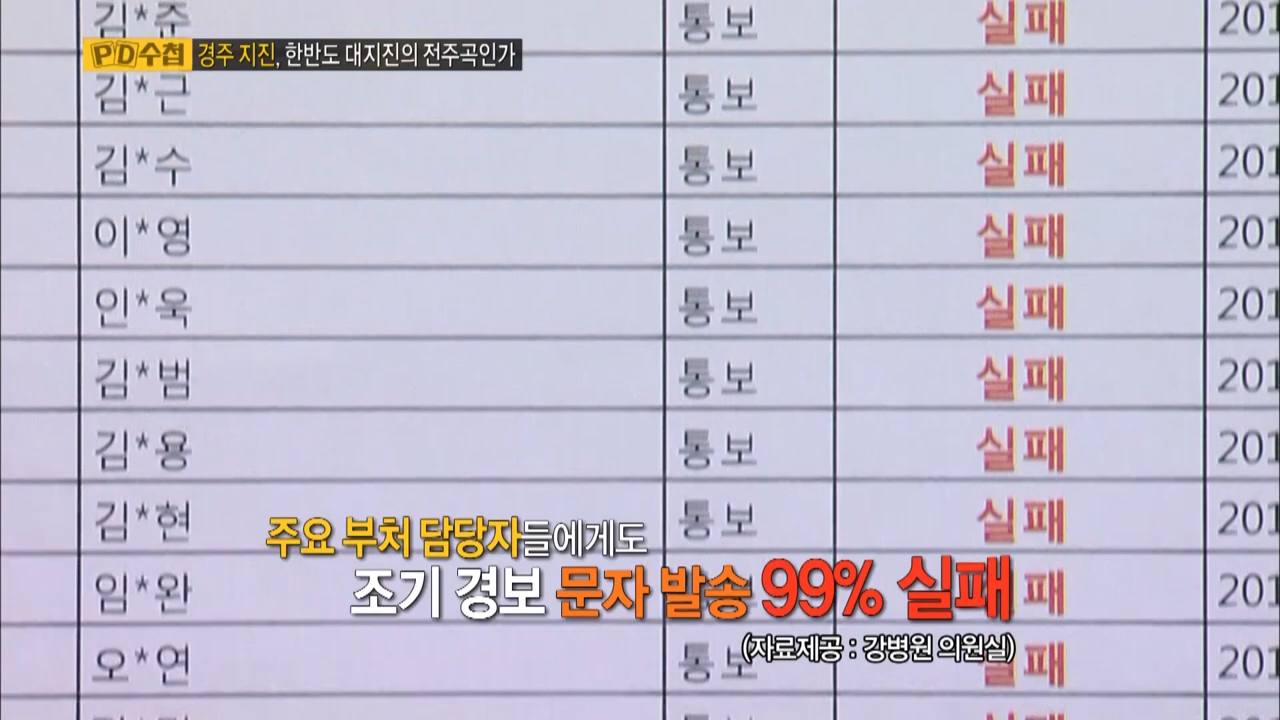 김*준 통보 실패 201
PD수첩 경주 지진, 한반도 대지진의 전주곡인가
김*근 통보 실패 201
김*수 통보 실패 201
이*영 통보 실패 201
인*욱 통보 실패 201
김*범 통보 실패 201
김*용 통보 실패 201
김*현 통보 실패 201
주요 부처 담당자들에게도
임*완 패 201
조기 경보 문자 발송 99% 실패
오*연 통보 실패 201
(자료제공 : 강병원 의원실)